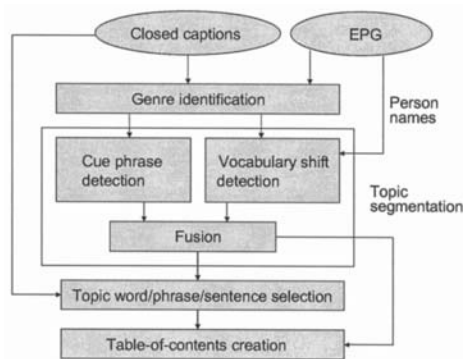 Closed captions
EPG
Genre identification
Person
names
Cue phrase
detection
Vocabulary shift
detection
Topic
segmentation
Fusion
Topic word/phrase/sentence selection
Table-of-contents creation